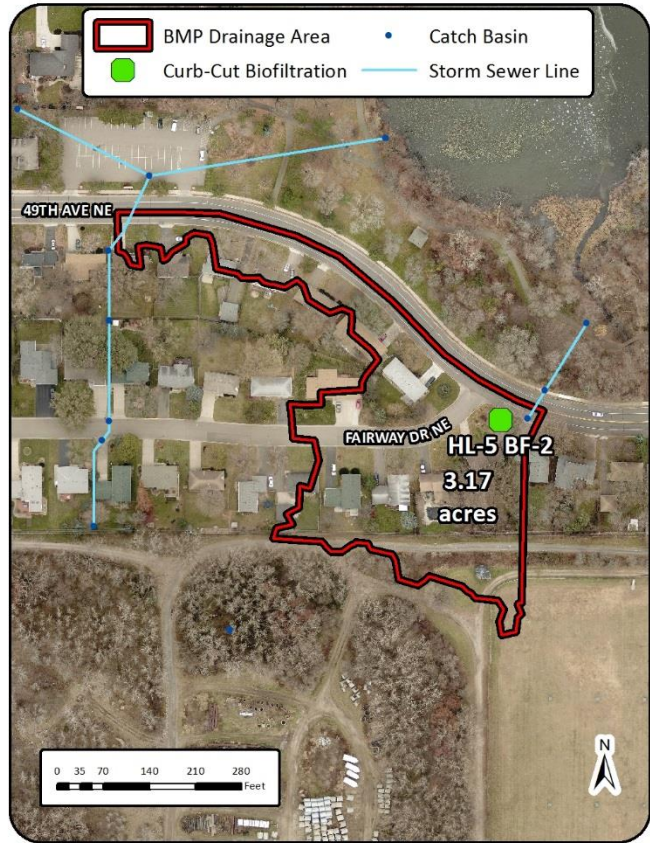 BMP Drainage Area
Catch Basin
Curb-Cut Biofiltration
Storm Sewer Line
49TH AVE NE
FAIRWAY DR NE
HL-5 BF-2
3.17
acres
N
0 35 70 140 210 280
Feet